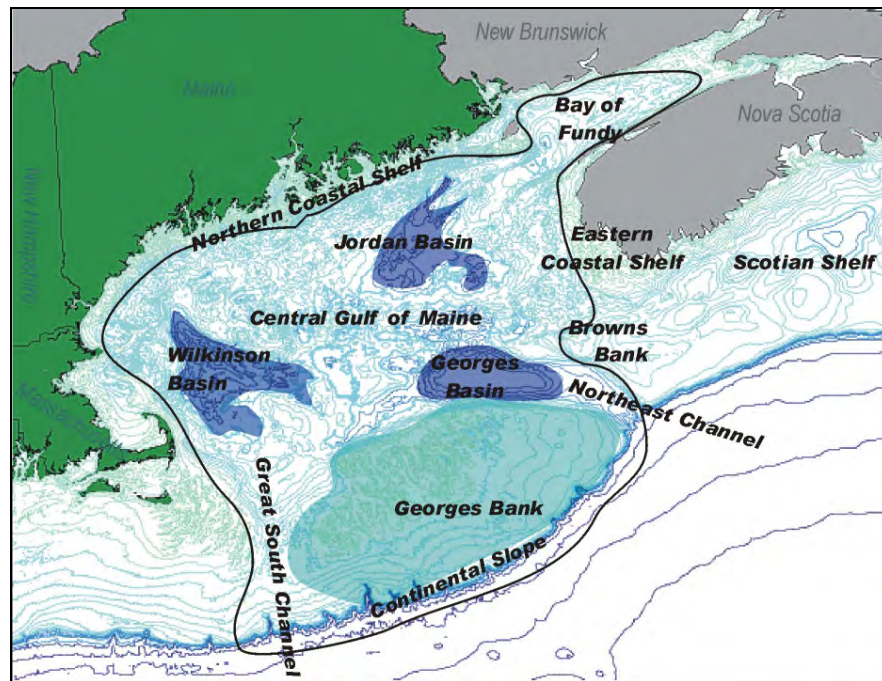 New Brunswick
Maine
Bay of
Fundy
Nova Scotia
New Hampshire
Northern Coastal Shelf
Jordan Basin
Eastern
Coastal Shelf
Scotian Shelf
Central Gulf of Maine
Browns
Bank
Wilkinson
Basin
Georges
Basin
Northeast Channel
Massachusetts
Great South Channel
Georges Bank
Continental Slope